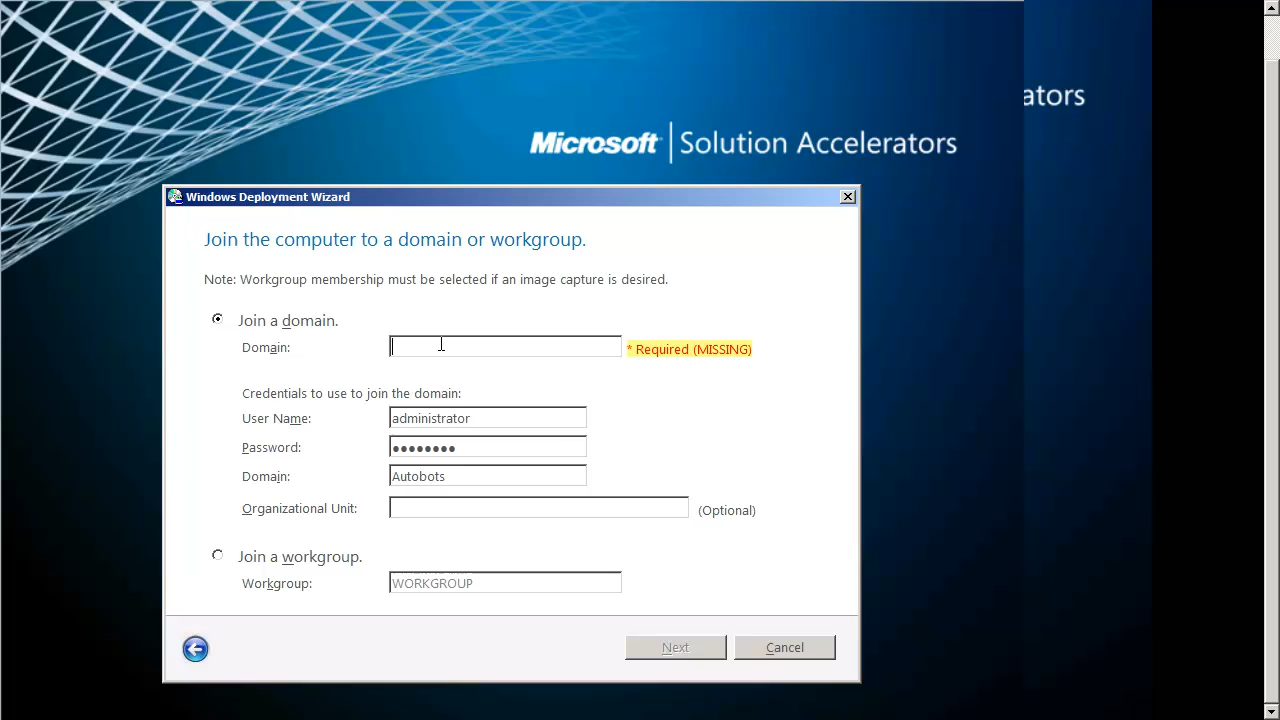 ators
Microsoft | Solution Accelerators
Windows Deployment Wizard
Join the computer to a domain or workgroup.
Note: Workgroup membership must be selected if an image capture is desired.
Join a domain.
Domain: * Required (MISSING)
Credentials to use to join the domain:
User Name: administrator
Password: ●●●●●●●●
Domain: Autobots
Organizational Unit: (Optional)
Join a workgroup.
Workgroup: WORKGROUP
Next Cancel